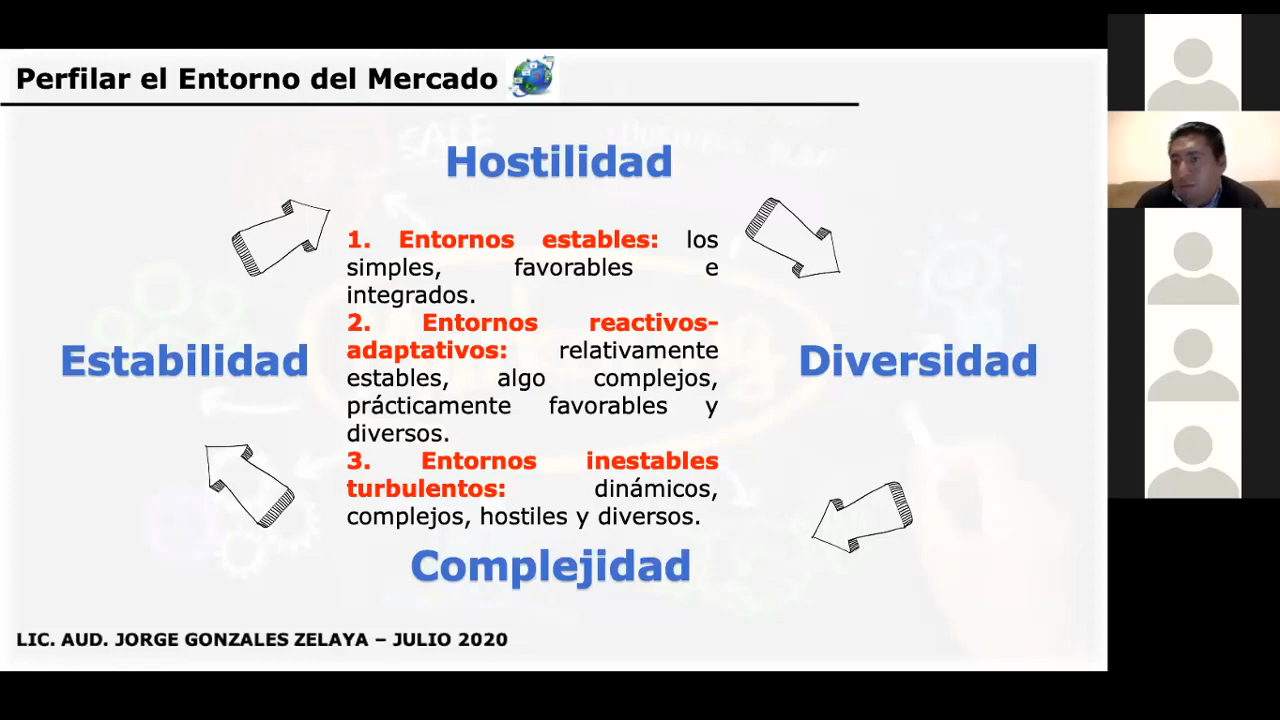 Perfilar el Entorno del Mercado
Hostilidad
1. Entornos estables: los
simples, favorables e
integrados.
2. Entornos reactivos-
adaptativos: relativamente
estables, algo complejos,
prácticamente favorables y
diversos.
3. Entornos inestables
turbulentos: dinámicos,
complejos, hostiles y diversos.
Estabilidad
Diversidad
Complejidad
LIC. AUD. JORGE GONZALES ZELAYA – JULIO 2020